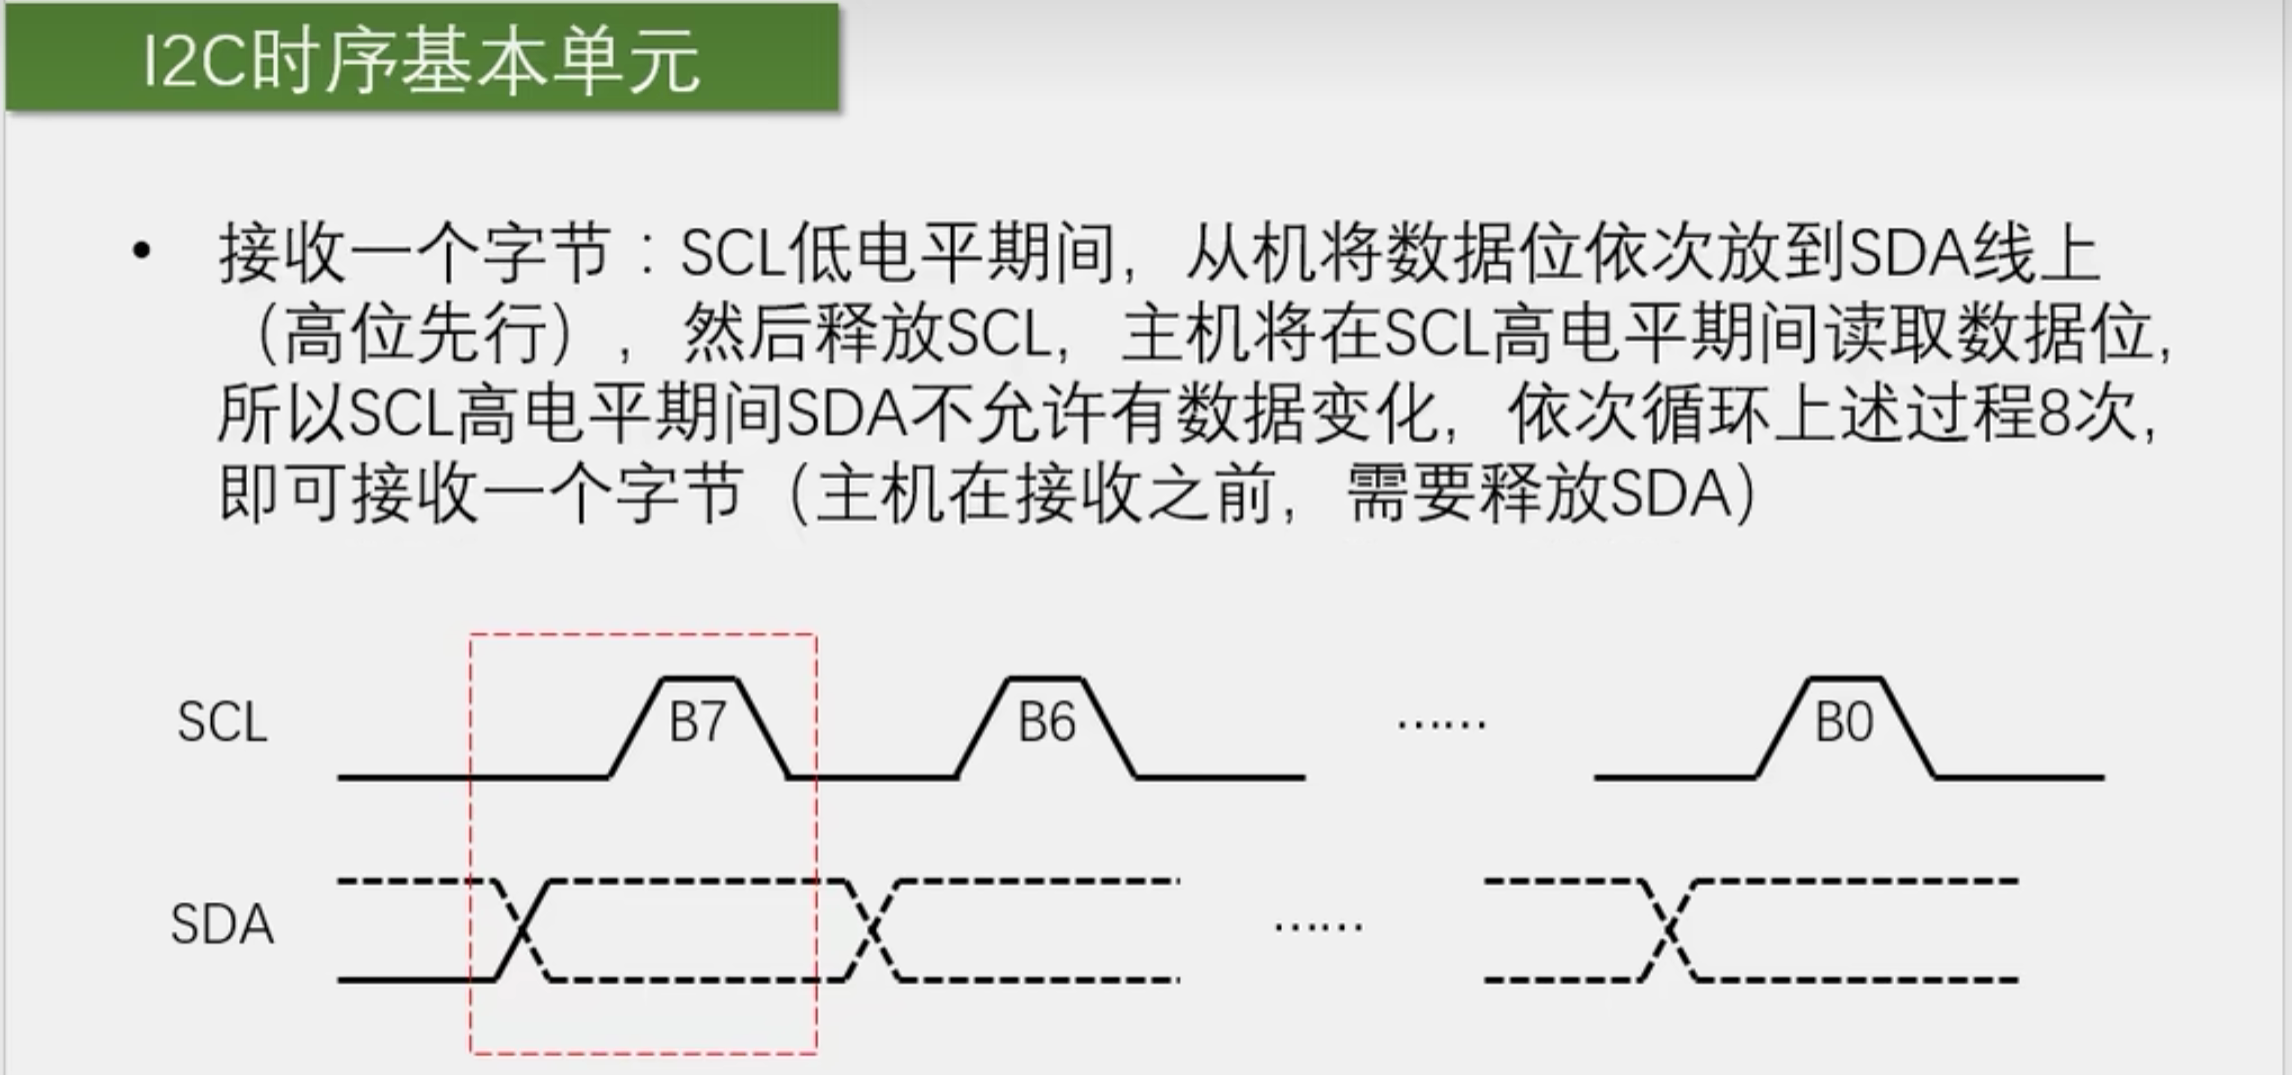 I2C时序基本单元
• 接收一个字节：SCL低电平期间，从机将数据位依次放到SDA线上
（高位先行），然后释放SCL，主机将在SCL高电平期间读取数据位，
所以SCL高电平期间SDA不允许有数据变化，依次循环上述过程8次，
即可接收一个字节（主机在接收之前，需要释放SDA）
SCL B7 B6 …… B0
SDA ……